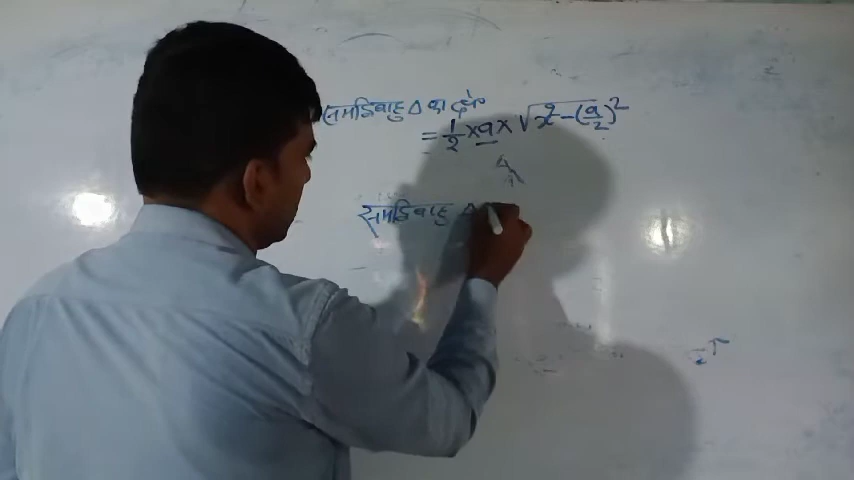 समद्विबाहु Δ का क्षे०
= 1/2 × a × √(x² - (a/2)²)
समद्विबाहु Δ